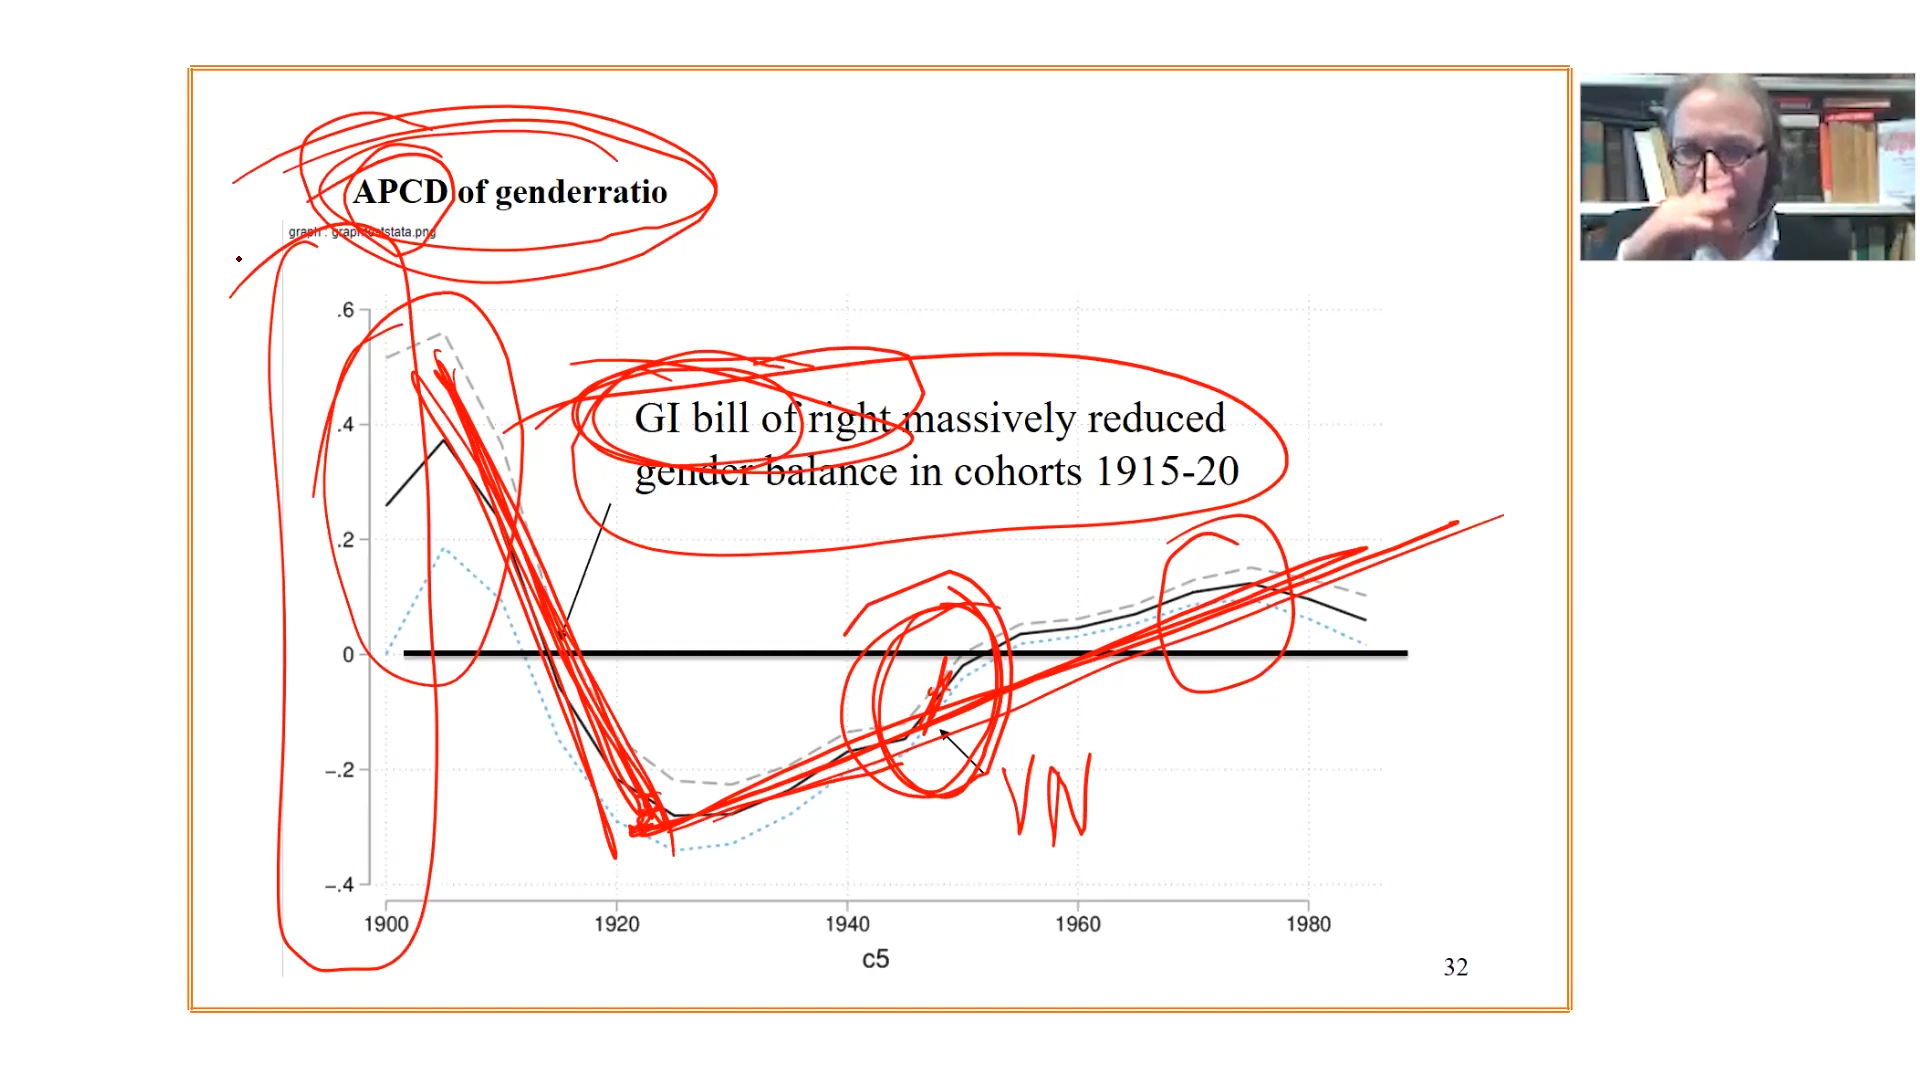 APCD of genderratio
graph : graphtoststata.png
.6
.4
.2
0
−.2
−.4
GI bill of right massively reduced
gender balance in cohorts 1915-20
VN
1900 1920 1940 1960 1980
c5
32